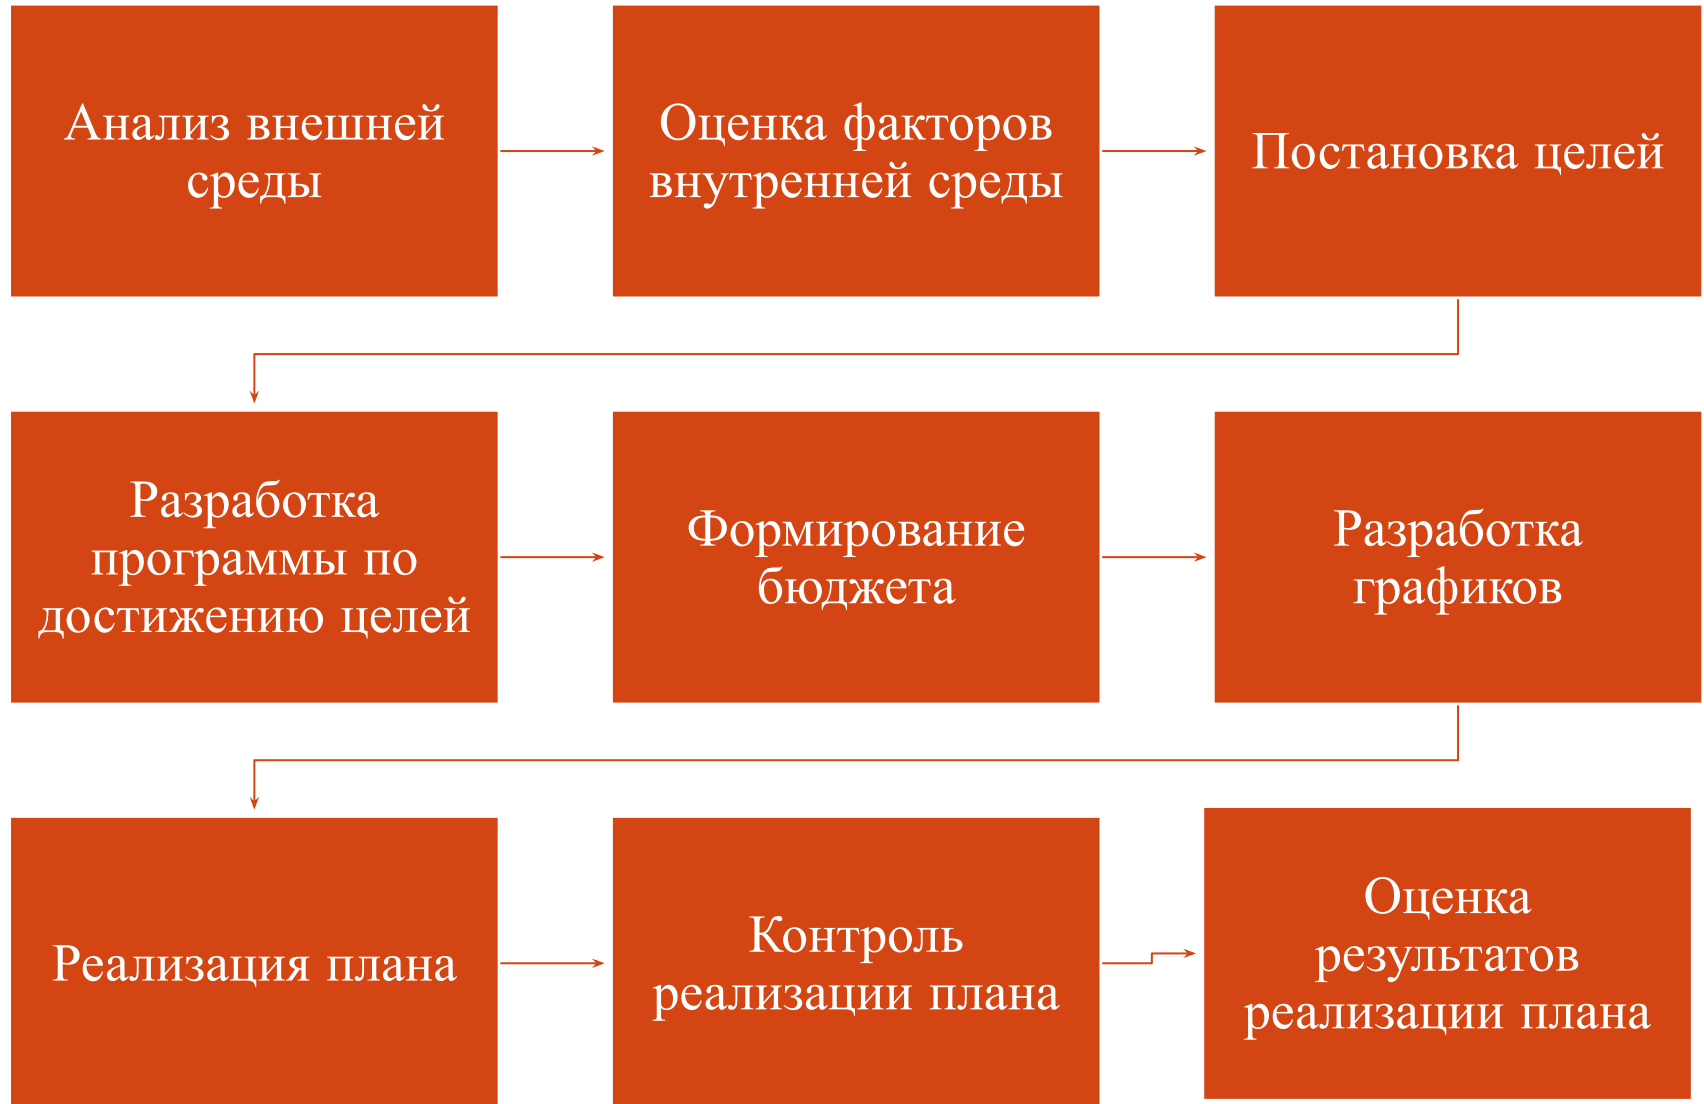 Анализ внешней
среды
Оценка факторов
внутренней среды
Постановка целей
Разработка
программы по
достижению целей
Формирование
бюджета
Разработка
графиков
Реализация плана
Контроль
реализации плана
Оценка
результатов
реализации плана